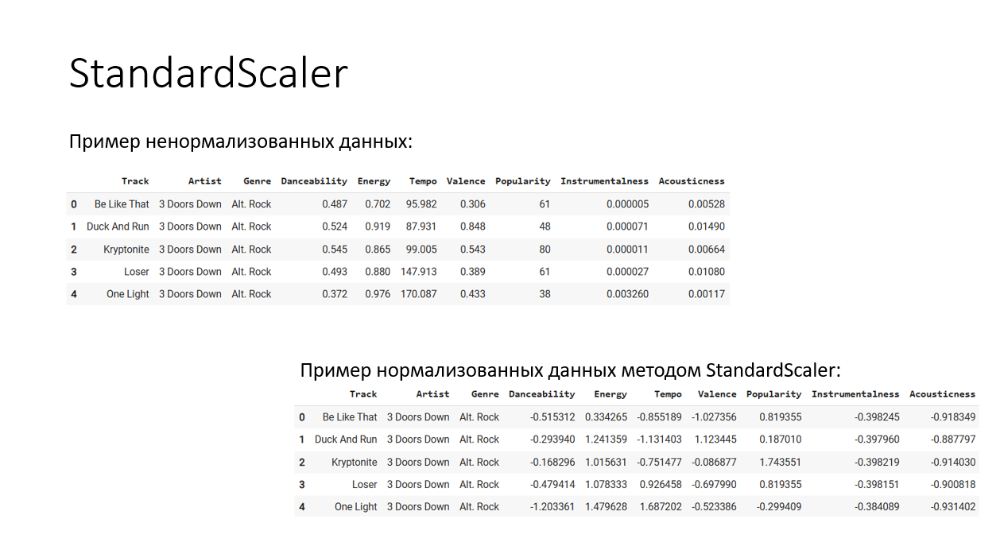 StandardScaler
Пример ненормализованных данных:
Track Artist Genre Danceability Energy Tempo Valence Popularity Instrumentalness Acousticness
0 Be Like That 3 Doors Down Alt. Rock 0.487 0.702 95.982 0.306 61 0.000005 0.00528
1 Duck And Run 3 Doors Down Alt. Rock 0.524 0.919 87.931 0.848 48 0.000071 0.01490
2 Kryptonite 3 Doors Down Alt. Rock 0.545 0.865 99.005 0.543 80 0.000011 0.00664
3 Loser 3 Doors Down Alt. Rock 0.493 0.880 147.913 0.389 61 0.000027 0.01080
4 One Light 3 Doors Down Alt. Rock 0.372 0.976 170.087 0.433 38 0.003260 0.00117
Пример нормализованных данных методом StandardScaler:
Track Artist Genre Danceability Energy Tempo Valence Popularity Instrumentalness Acousticness
0 Be Like That 3 Doors Down Alt. Rock -0.515312 0.334265 -0.855189 -1.027356 0.819355 -0.398245 -0.918349
1 Duck And Run 3 Doors Down Alt. Rock -0.293940 1.241359 -1.131403 1.123445 0.187010 -0.397960 -0.887797
2 Kryptonite 3 Doors Down Alt. Rock -0.168296 1.015631 -0.751477 -0.086877 1.743551 -0.398219 -0.914030
3 Loser 3 Doors Down Alt. Rock -0.479414 1.078333 0.926458 -0.697990 0.819355 -0.398151 -0.900818
4 One Light 3 Doors Down Alt. Rock -1.203361 1.479628 1.687202 -0.523386 -0.299409 -0.384089 -0.931402